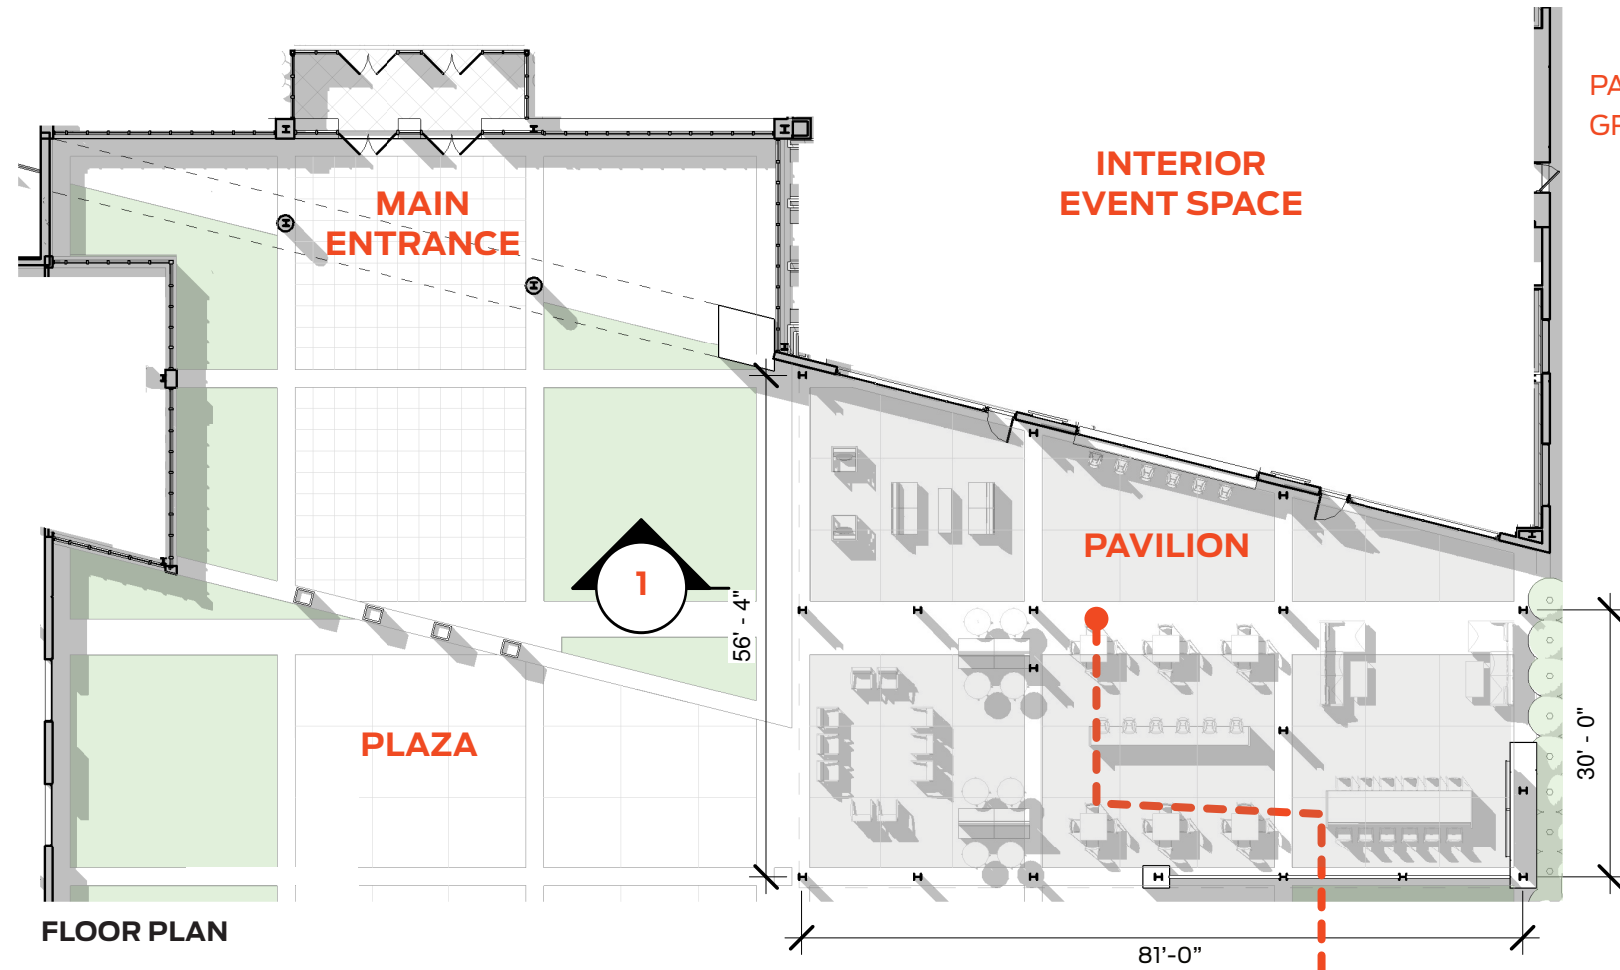 PA
GR
INTERIOR
EVENT SPACE
MAIN
ENTRANCE
PAVILION
1
56' - 4"
PLAZA
30' - 0"
FLOOR PLAN
81'-0”